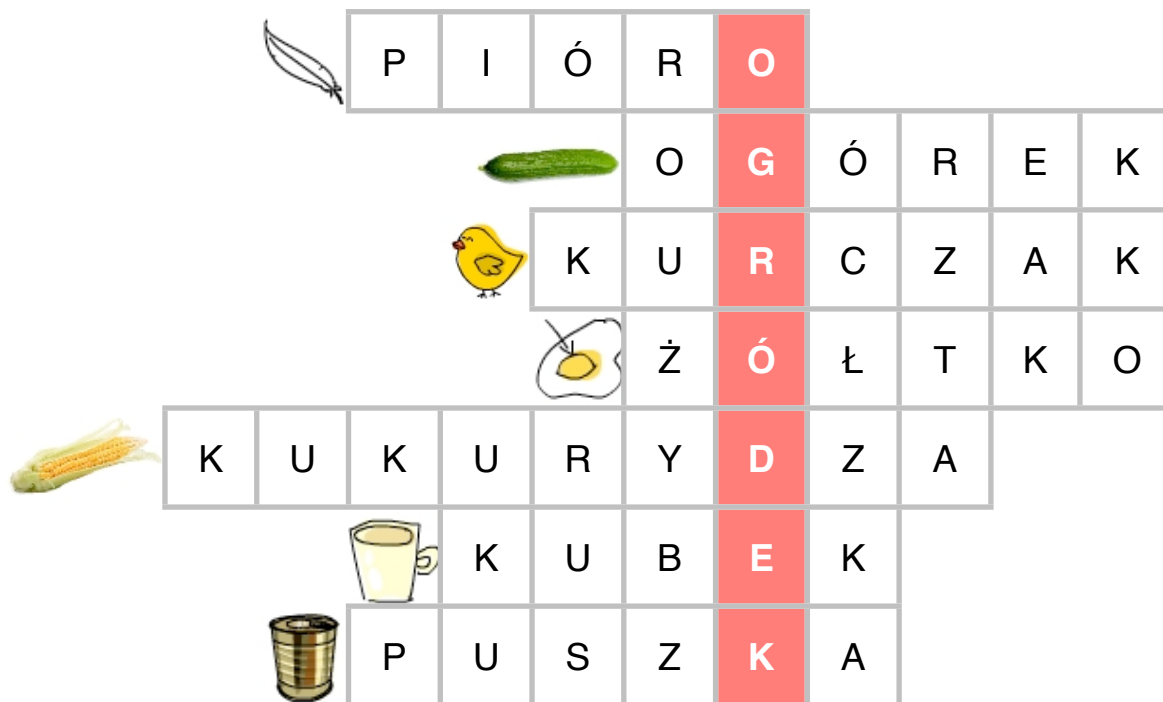 PIÓRO
OGÓREK
KURCZAK
ŻÓŁTKO
KUKURYDZA
KUBEK
PUSZKA